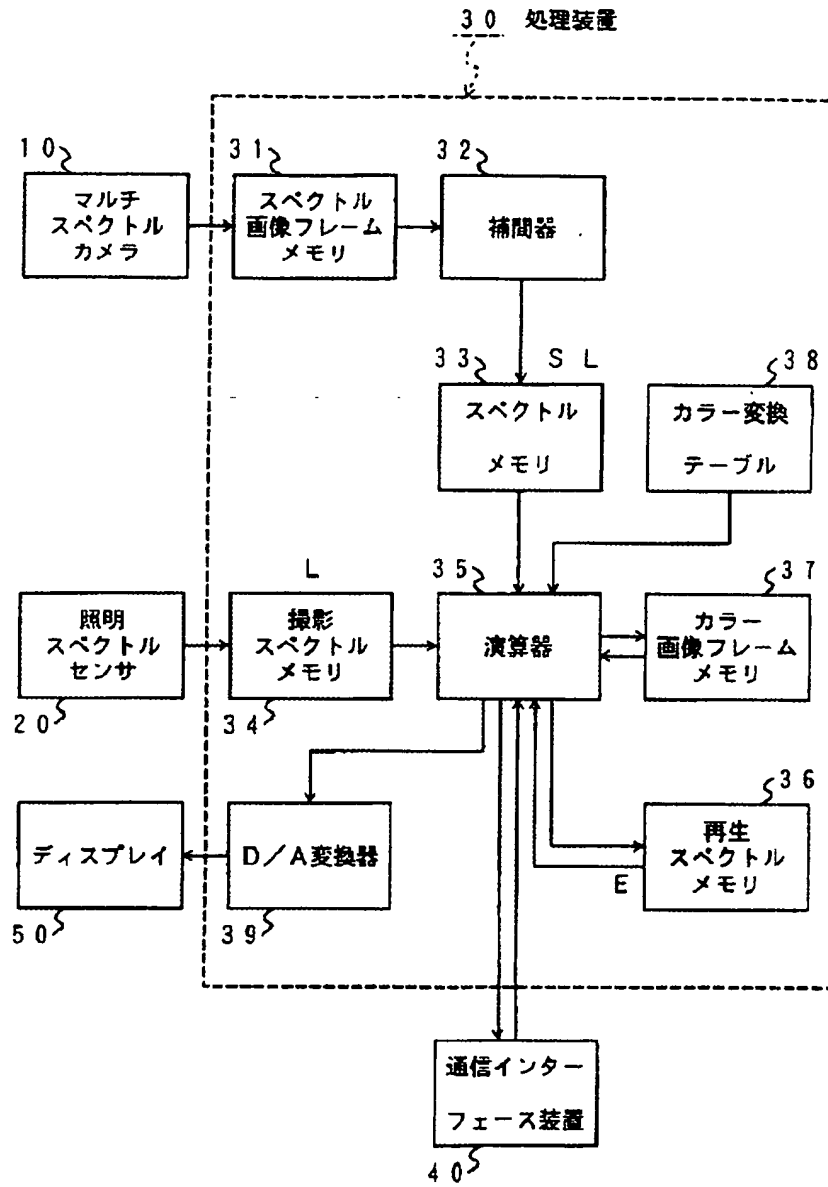 30 処理装置
10
マルチ
スペクトル
カメラ
31
スペクトル
画像フレーム
メモリ
32
補間器
33
SL
スペクトル
メモリ
38
カラー変換
テーブル
照明
スペクトル
センサ
20
L
撮影
スペクトル
メモリ
34
35
演算器
37
カラー
画像フレーム
メモリ
ディスプレイ
50
D/A変換器
39
36
再生
スペクトル
メモリ
E
通信インター
フェース装置
40